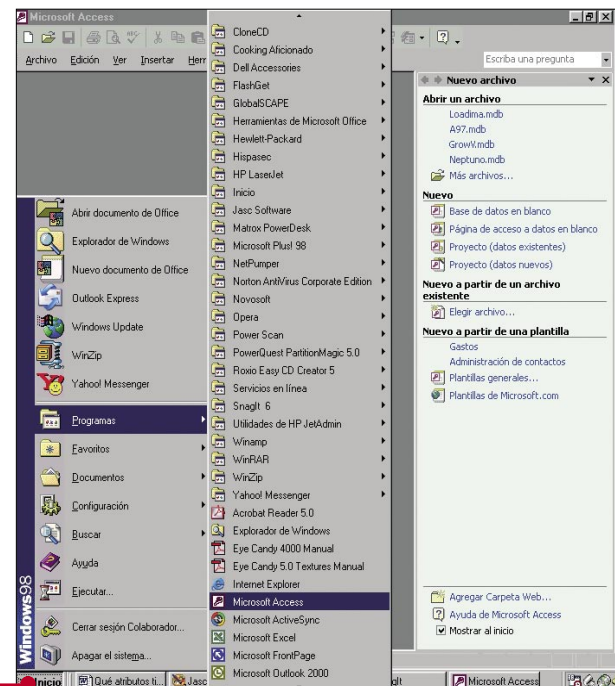 Microsoft Access
Archivo Edición Ver Insertar Herr
Escriba una pregunta
Abrir documento de Office
Explorador de Windows
Nuevo documento de Office
Outlook Express
Windows Update
WinZip
Yahoo! Messenger
Programas
Favoritos
Documentos
Configuración
Buscar
Ayuda
Ejecutar...
Cerrar sesión Colaborador...
Apagar el sistema...
Windows98
CloneCD
Cooking Aficionado
Dell Accessories
FlashGet
GlobalSCAPE
Herramientas de Microsoft Office
Hewlett-Packard
Hispasec
HP LaserJet
Inicio
Jasc Software
Matrox PowerDesk
Microsoft Plus! 98
NetPumper
Norton AntiVirus Corporate Edition
Novosoft
Opera
Power Scan
PowerQuest PartitionMagic 5.0
Roxio Easy CD Creator 5
Servicios en línea
SnagIt 6
Utilidades de HP JetAdmin
Winamp
WinRAR
WinZip
Yahoo! Messenger
Acrobat Reader 5.0
Explorador de Windows
Eye Candy 4000 Manual
Eye Candy 5.0 Textures Manual
Internet Explorer
Microsoft Access
Microsoft ActiveSync
Microsoft Excel
Microsoft FrontPage
Microsoft Outlook 2000
Nuevo archivo
Abrir un archivo
Loadima.mdb
A97.mdb
GrowV.mdb
Neptuno.mdb
Más archivos...
Nuevo
Base de datos en blanco
Página de acceso a datos en blanco
Proyecto (datos existentes)
Proyecto (datos nuevos)
Nuevo a partir de un archivo
existente
Elegir archivo...
Nuevo a partir de una plantilla
Gastos
Administración de contactos
Plantillas generales...
Plantillas de Microsoft.com
Agregar Carpeta Web...
Ayuda de Microsoft Access
Mostrar al inicio
Inicio Qué atributos ti... Jasc gIt Microsoft Access